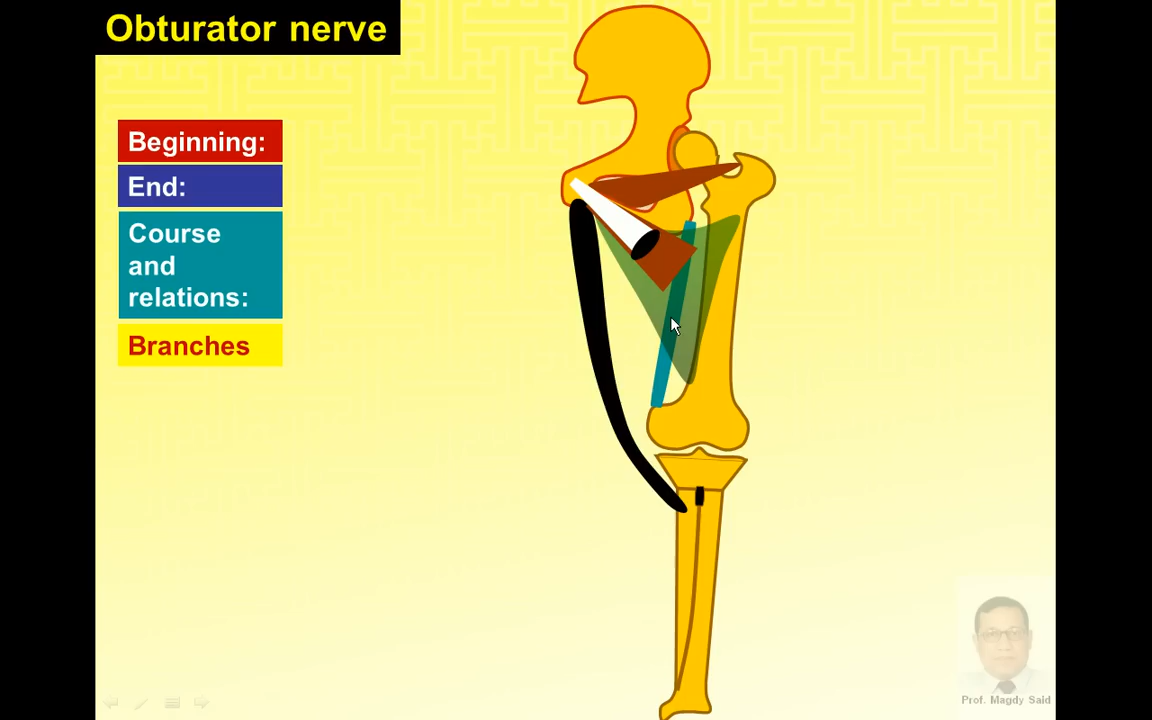 Obturator nerve
Beginning:
End:
Course
and
relations:
Branches
Prof. Magdy Said